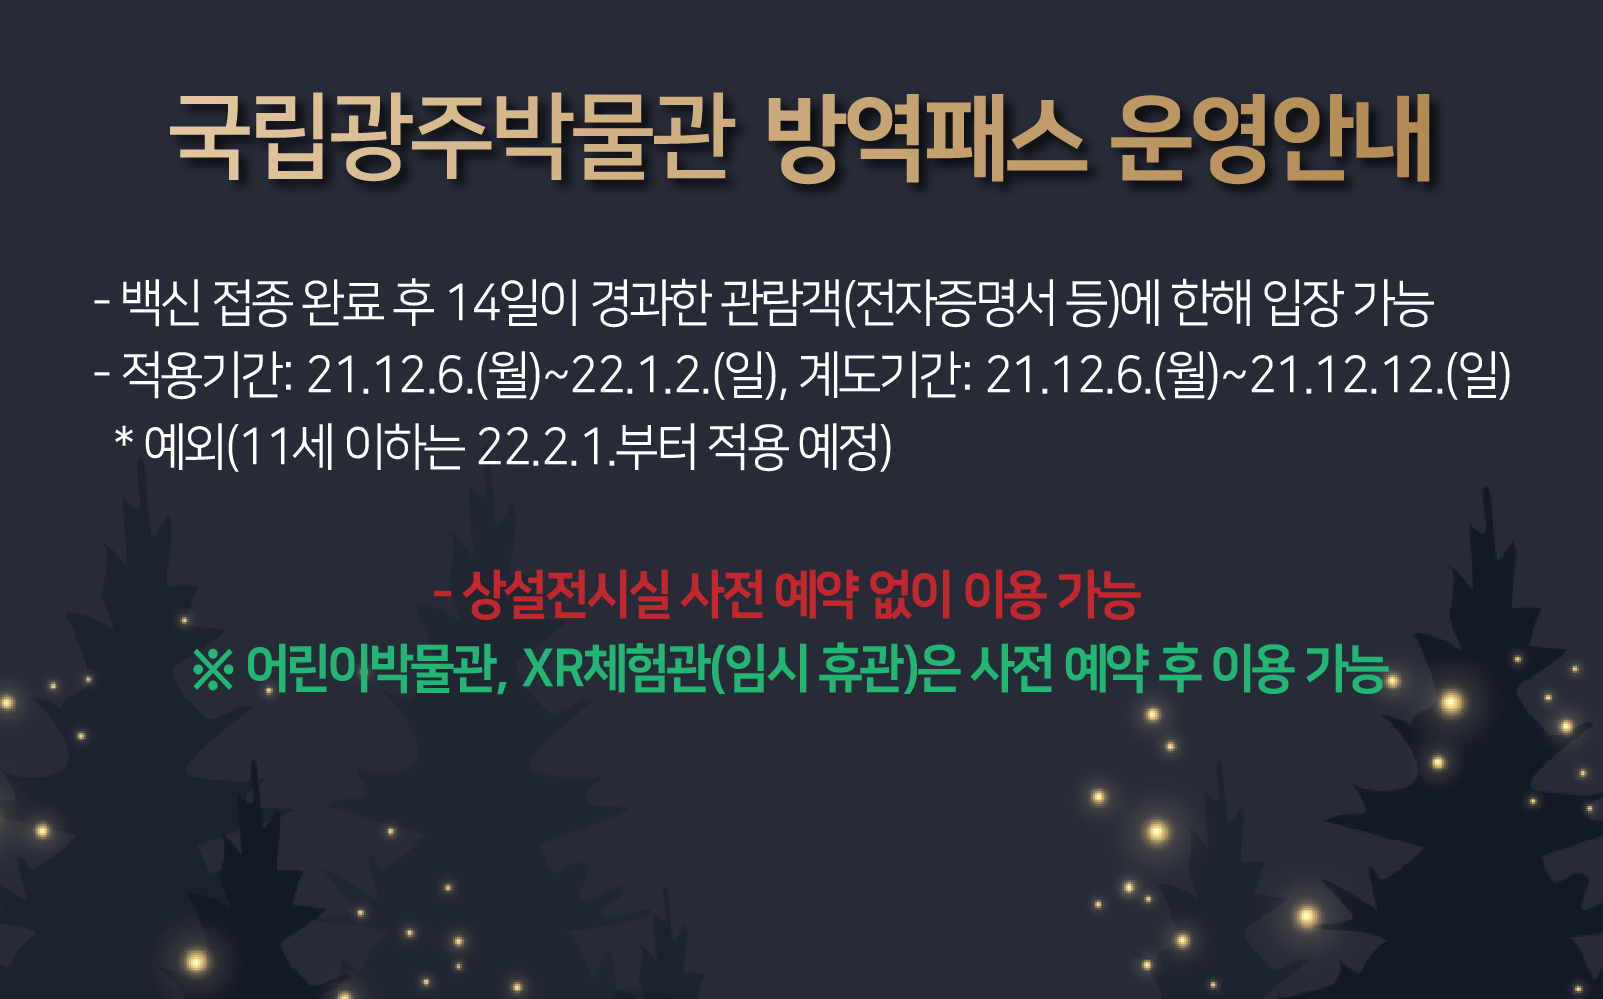 국립광주박물관 방역패스 운영안내
- 백신 접종 완료 후 14일이 경과한 관람객(전자증명서 등)에 한해 입장 가능
- 적용기간: 21.12.6.(월)~22.1.2.(일), 계도기간: 21.12.6.(월)~21.12.12.(일)
* 예외(11세 이하는 22.2.1.부터 적용 예정)
- 상설전시실 사전 예약 없이 이용 가능
※ 어린이박물관, XR체험관(임시 휴관)은 사전 예약 후 이용 가능